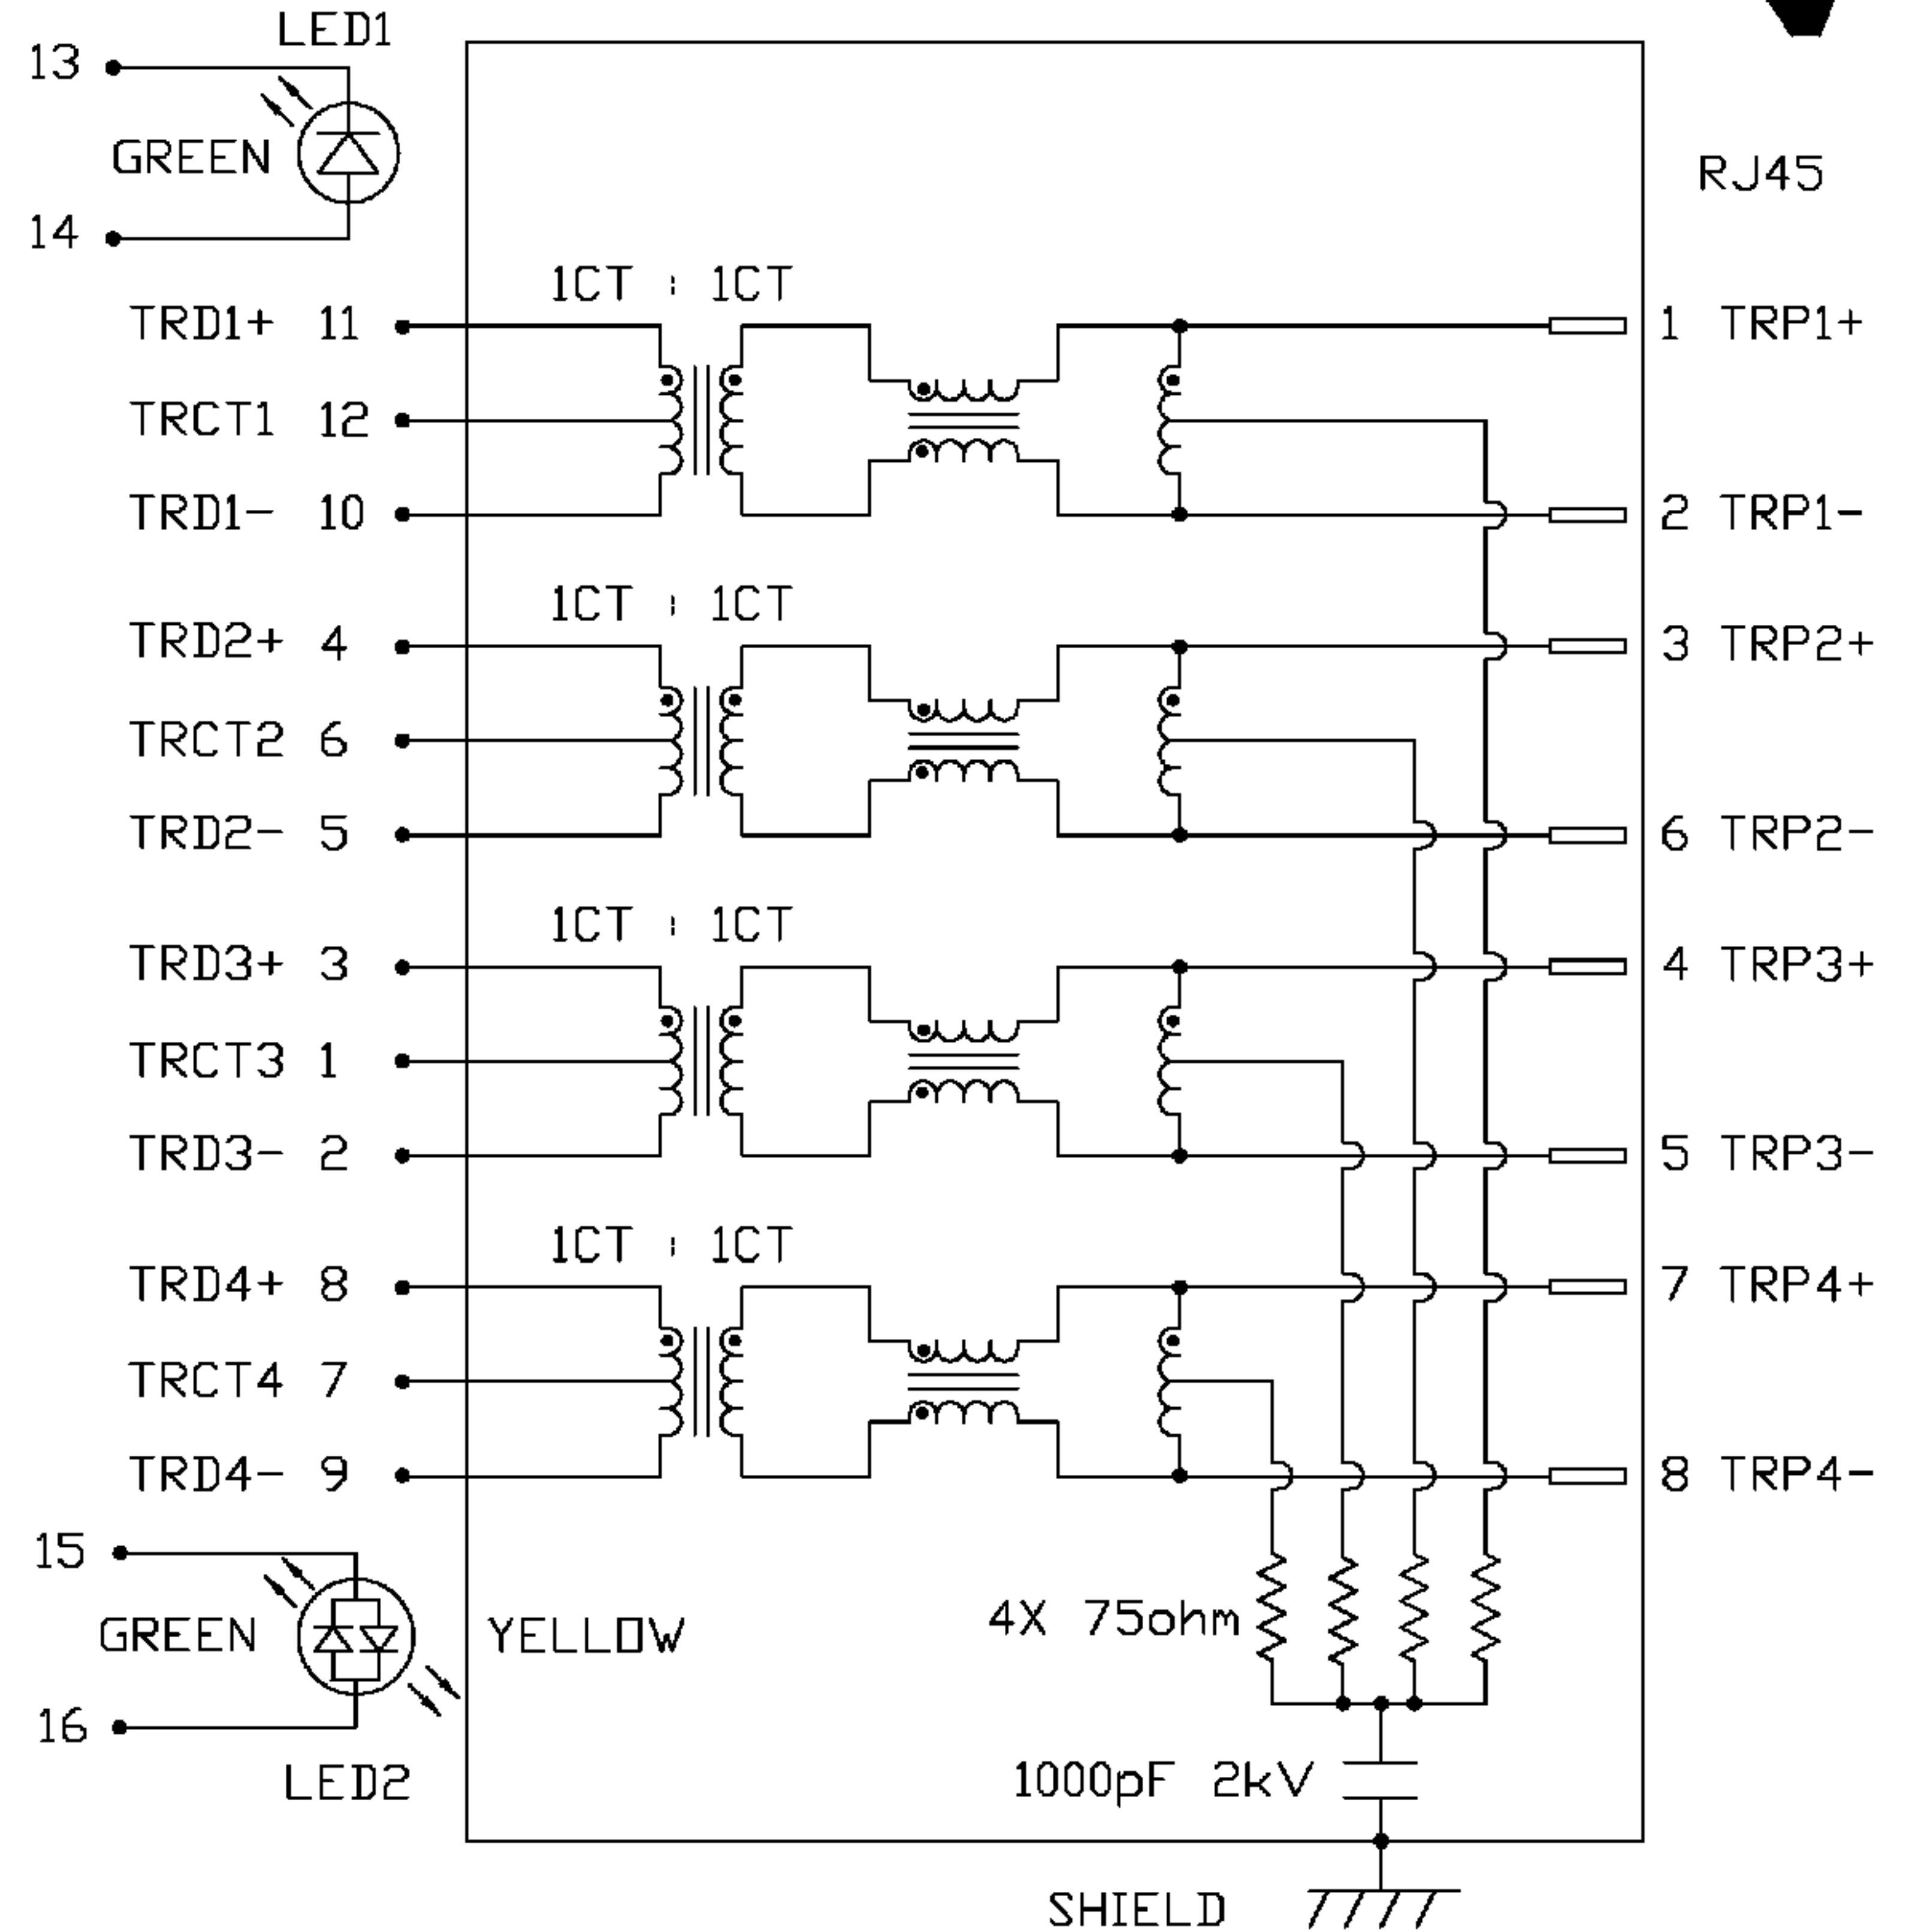 LED1
13
GREEN
14
RJ45
1CT : 1CT
TRD1+ 11 1 TRP1+
TRCT1 12
TRD1- 10 2 TRP1-
1CT : 1CT
TRD2+ 4 3 TRP2+
TRCT2 6
TRD2- 5 6 TRP2-
1CT : 1CT
TRD3+ 3 4 TRP3+
TRCT3 1
TRD3- 2 5 TRP3-
1CT : 1CT
TRD4+ 8 7 TRP4+
TRCT4 7
TRD4- 9 8 TRP4-
15
GREEN YELLOW
16
LED2
4X 75ohm
1000pF 2kV
SHIELD